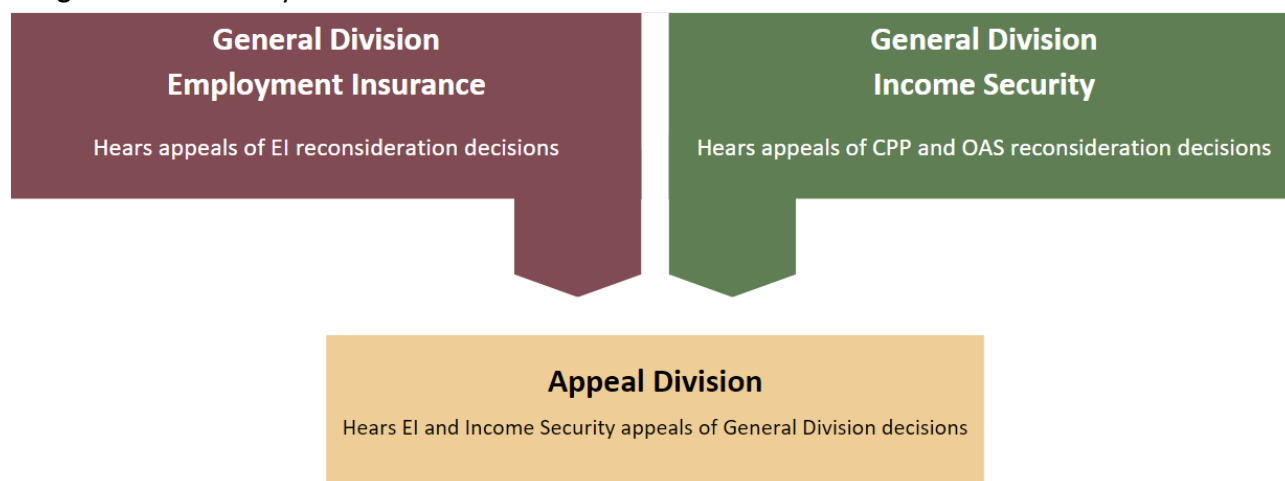 General Division
Employment Insurance
Hears appeals of EI reconsideration decisions
General Division
Income Security
Hears appeals of CPP and OAS reconsideration decisions
Appeal Division
Hears EI and Income Security appeals of General Division decisions